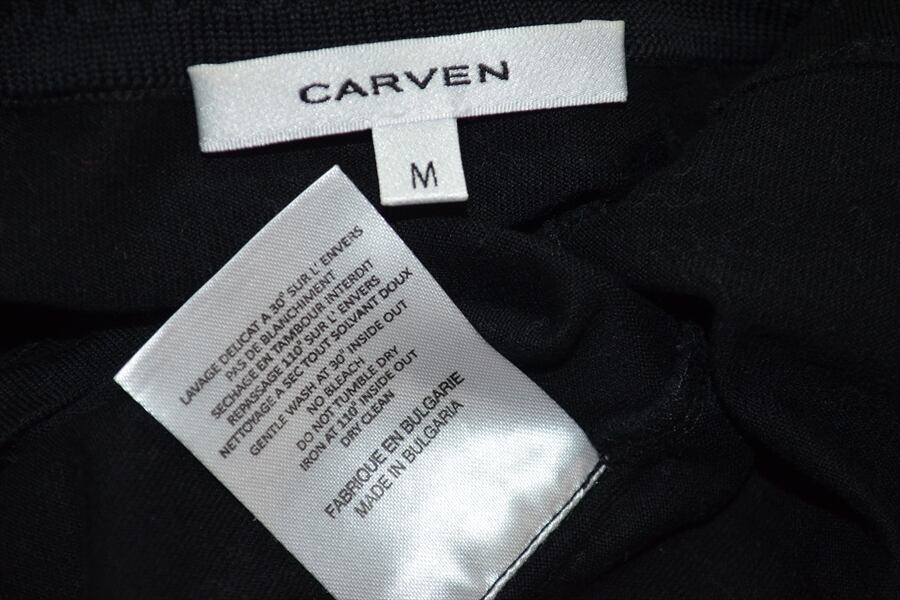 CARVEN
M
LAVAGE DELICAT A 30° SUR L' ENVERS
PAS DE BLANCHIMENT
SECHAGE EN TAMBOUR INTERDIT
REPASSAGE 110° SUR L' ENVERS
NETTOYAGE A SEC TOUT SOLVANT DOUX
GENTLE WASH AT 30° INSIDE OUT
NO BLEACH
DO NOT TUMBLE DRY
IRON AT 110° INSIDE OUT
DRY CLEAN
FABRIQUE EN BULGARIE
MADE IN BULGARIA